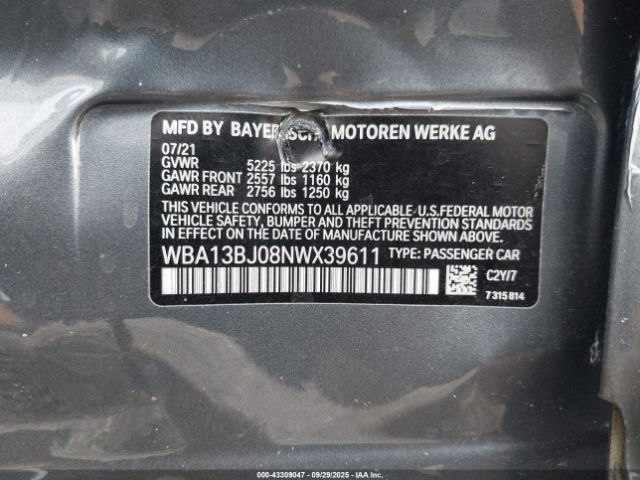 MFD BY BAYERISCHE MOTOREN WERKE AG
07/21
GVWR 5225 lbs 2370 kg
GAWR FRONT 2557 lbs 1160 kg
GAWR REAR 2756 lbs 1250 kg
THIS VEHICLE CONFORMS TO ALL APPLICABLE U.S.FEDERAL MOTOR
VEHICLE SAFETY, BUMPER AND THEFT PREVENTION STANDARDS
IN EFFECT ON THE DATE OF MANUFACTURE SHOWN ABOVE.
WBA13BJ08NWX39611 TYPE: PASSENGER CAR
C2Y/7
7315814
000-43309047 - 09/29/2025 - IAAI.COM